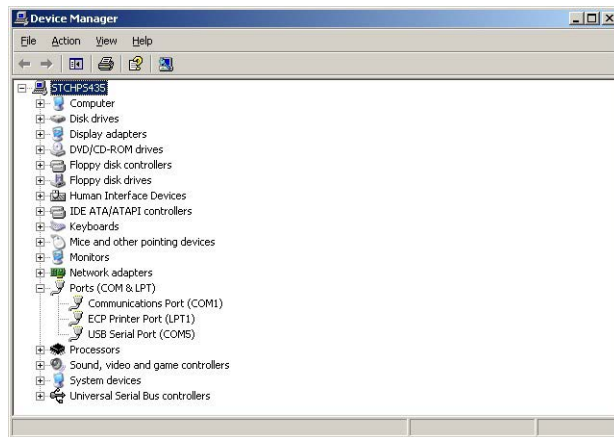 Device Manager
File Action View Help
STCHPS435
Computer
Disk drives
Display adapters
DVD/CD-ROM drives
Floppy disk controllers
Floppy disk drives
Human Interface Devices
IDE ATA/ATAPI controllers
Keyboards
Mice and other pointing devices
Monitors
Network adapters
Ports (COM & LPT)
Communications Port (COM1)
ECP Printer Port (LPT1)
USB Serial Port (COM5)
Processors
Sound, video and game controllers
System devices
Universal Serial Bus controllers